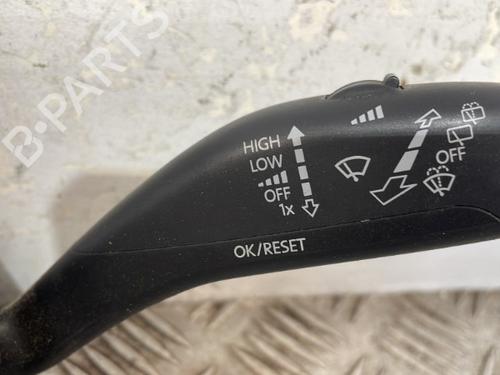 B-PARTS
HIGH
LOW
OFF
1x
OFF
OK/RESET